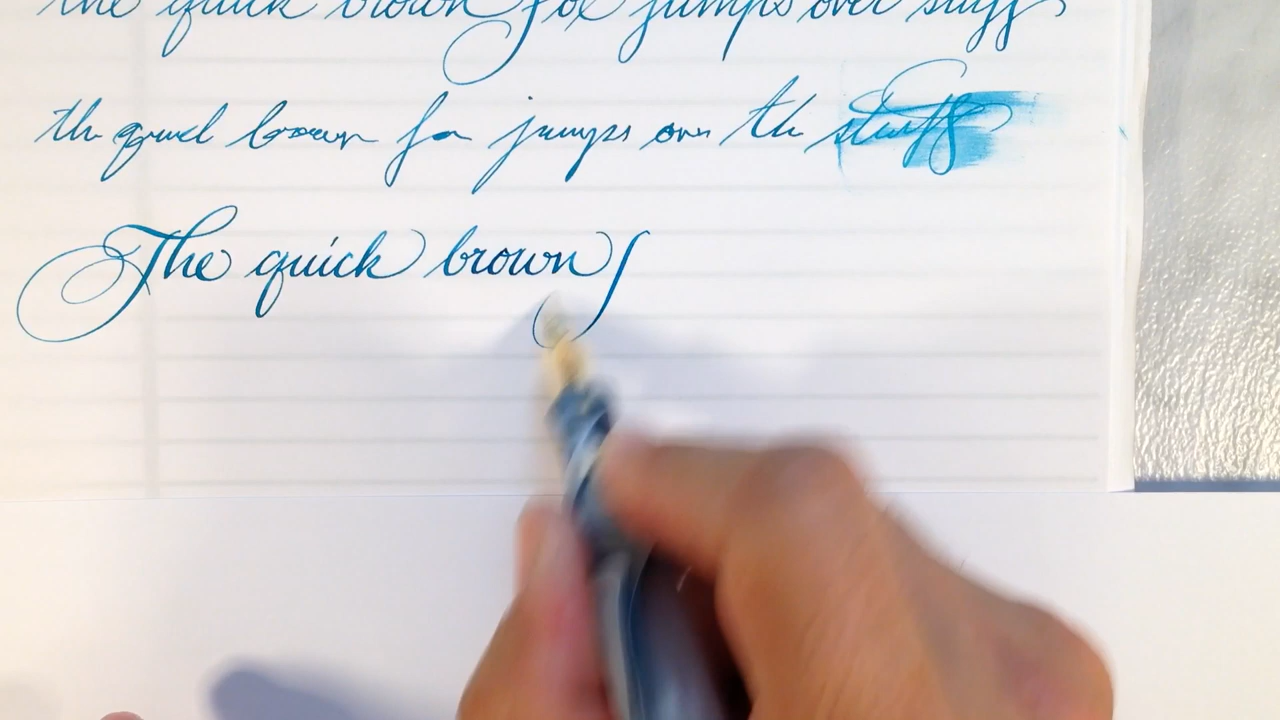 the quick brown fox jumps over stuff
the quick brown fox jumps over the stuff
The quick brown f